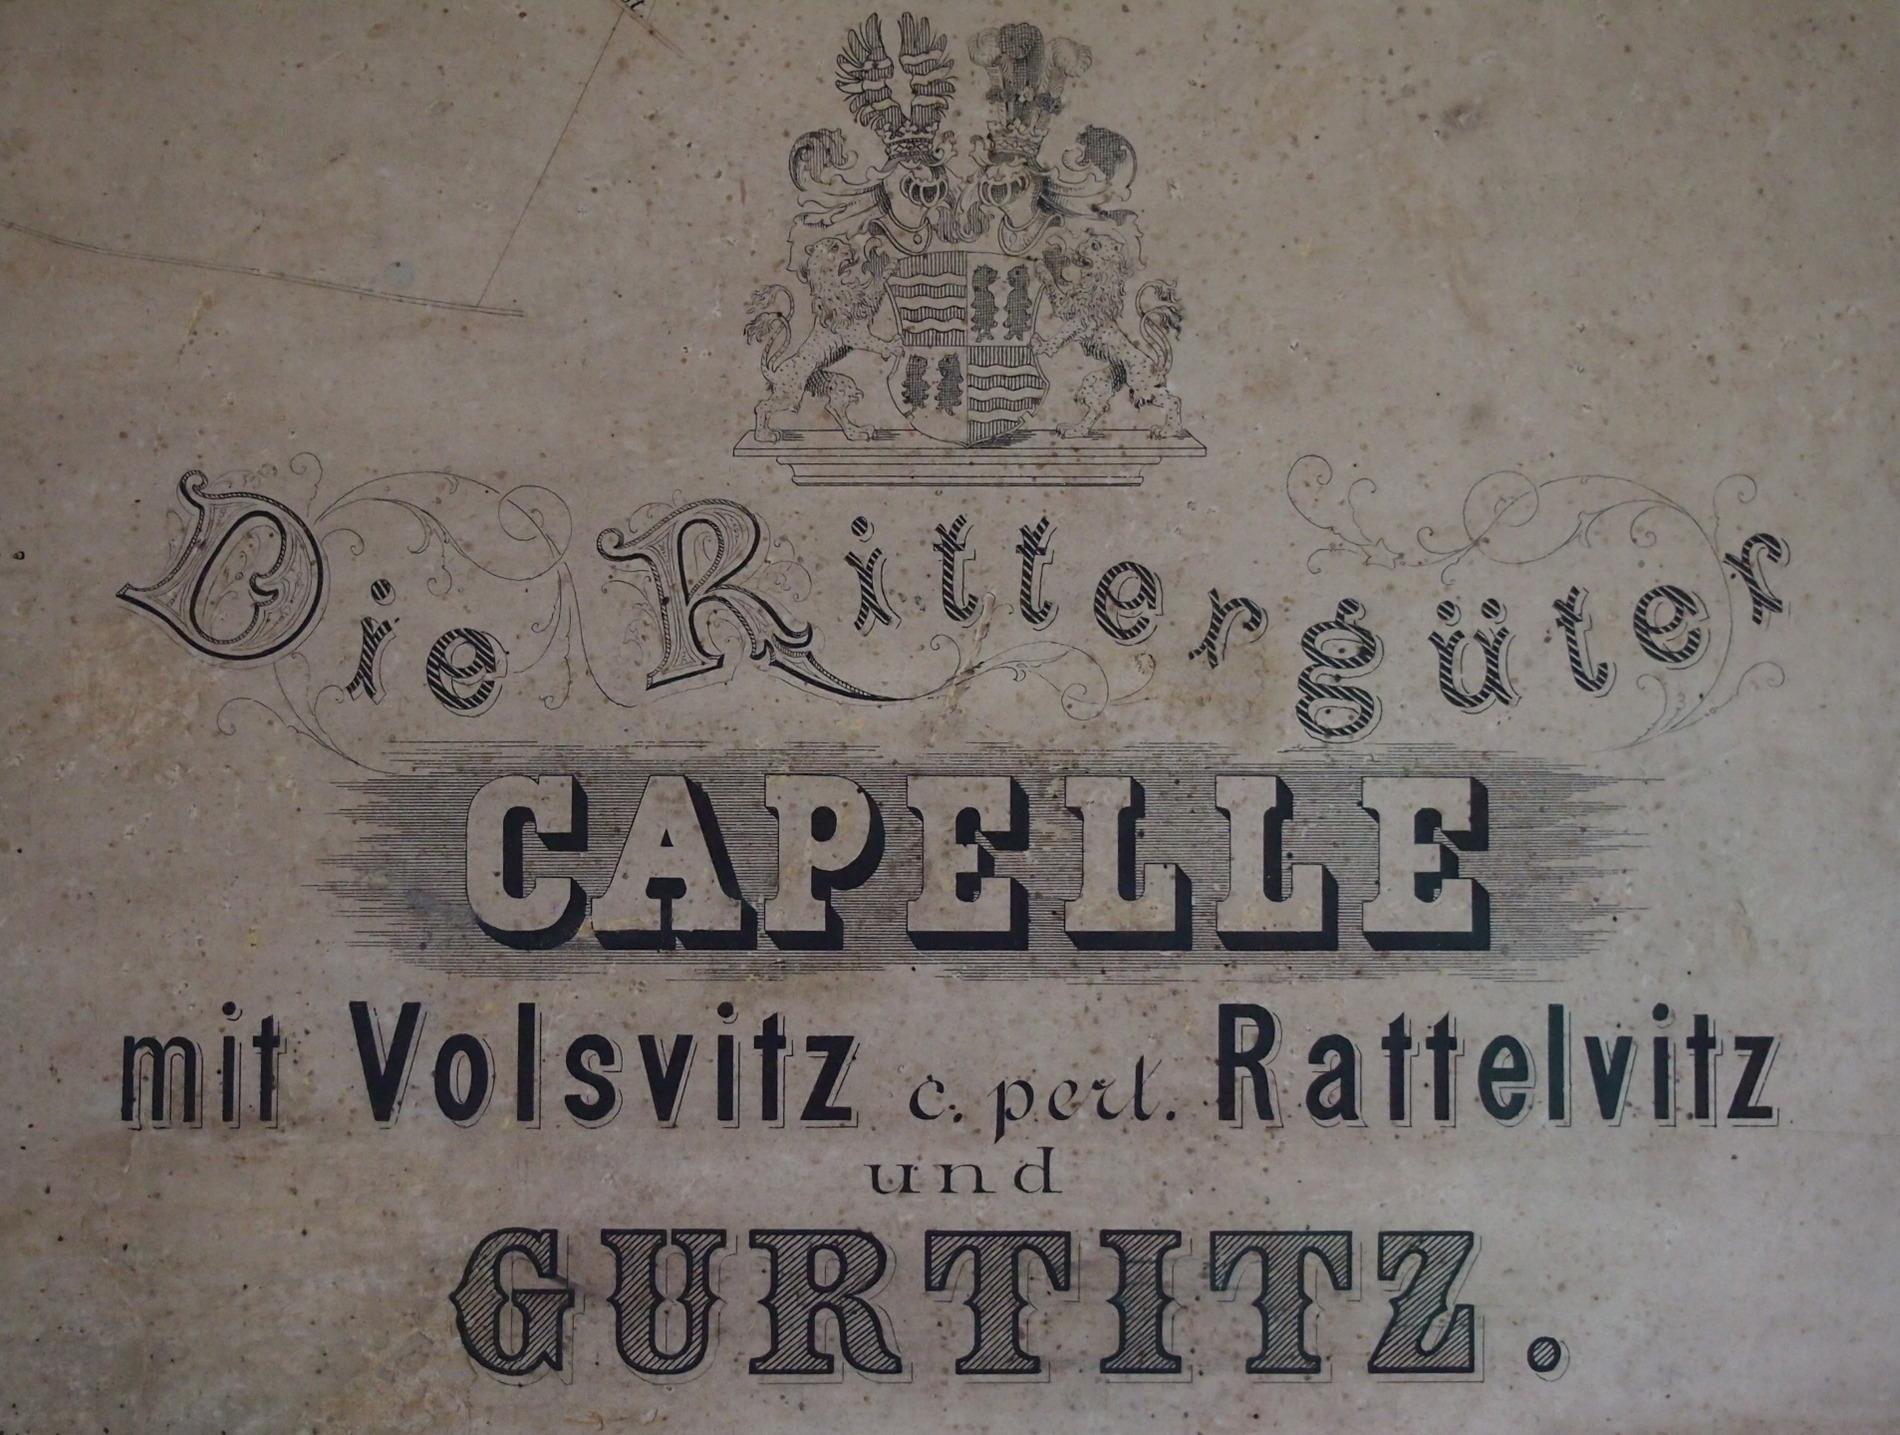 Die Rittergüter
CAPELLE
mit Volsvitz c. pert. Rattelvitz
und
GURTITZ.